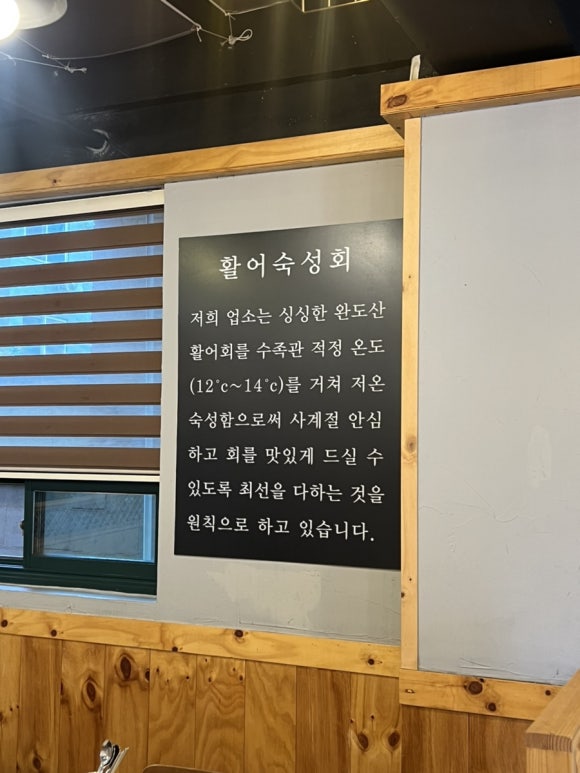 활어숙성회
저희 업소는 싱싱한 완도산
활어회를 수족관 적정 온도
(12°c~14°c)를 거쳐 저온
숙성함으로써 사계절 안심
하고 회를 맛있게 드실 수
있도록 최선을 다하는 것을
원칙으로 하고 있습니다.